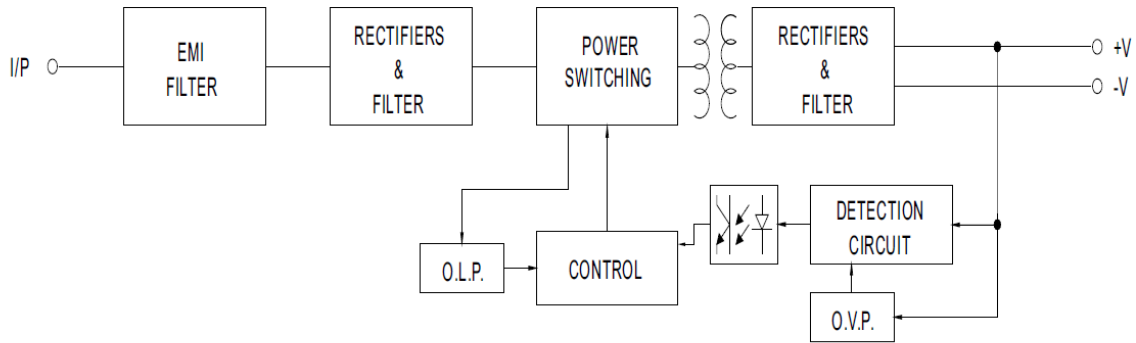 I/P
EMI
FILTER
RECTIFIERS
&
FILTER
POWER
SWITCHING
RECTIFIERS
&
FILTER
+V
-V
O.L.P.
CONTROL
DETECTION
CIRCUIT
O.V.P.